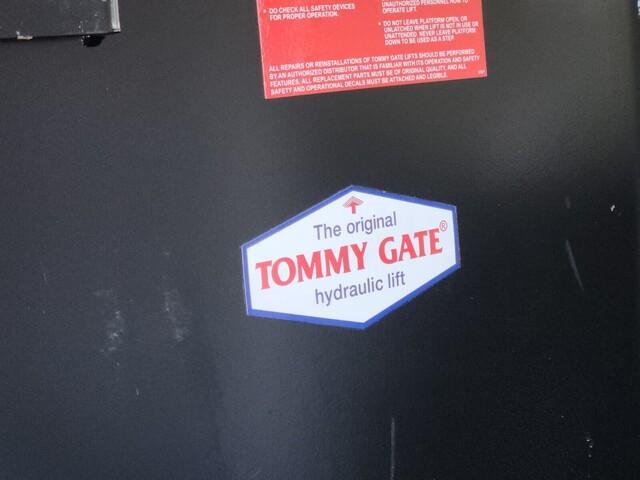 • DO CHECK ALL SAFETY DEVICES
FOR PROPER OPERATION.
UNAUTHORIZED PERSONNEL HOW TO
OPERATE LIFT.
• DO NOT LEAVE PLATFORM OPEN, OR
UNLATCHED WHEN LIFT IS NOT IN USE OR
UNATTENDED. NEVER LEAVE PLATFORM
DOWN TO BE USED AS A STEP.
ALL REPAIRS OR REINSTALLATIONS OF TOMMY GATE LIFTS SHOULD BE PERFORMED
BY AN AUTHORIZED DISTRIBUTOR THAT IS FAMILIAR WITH ITS OPERATION AND SAFETY
FEATURES, ALL REPLACEMENT PARTS MUST BE OF ORIGINAL QUALITY, AND ALL
SAFETY AND OPERATIONAL DECALS MUST BE ATTACHED AND LEGIBLE.
The original
TOMMY GATE®
hydraulic lift